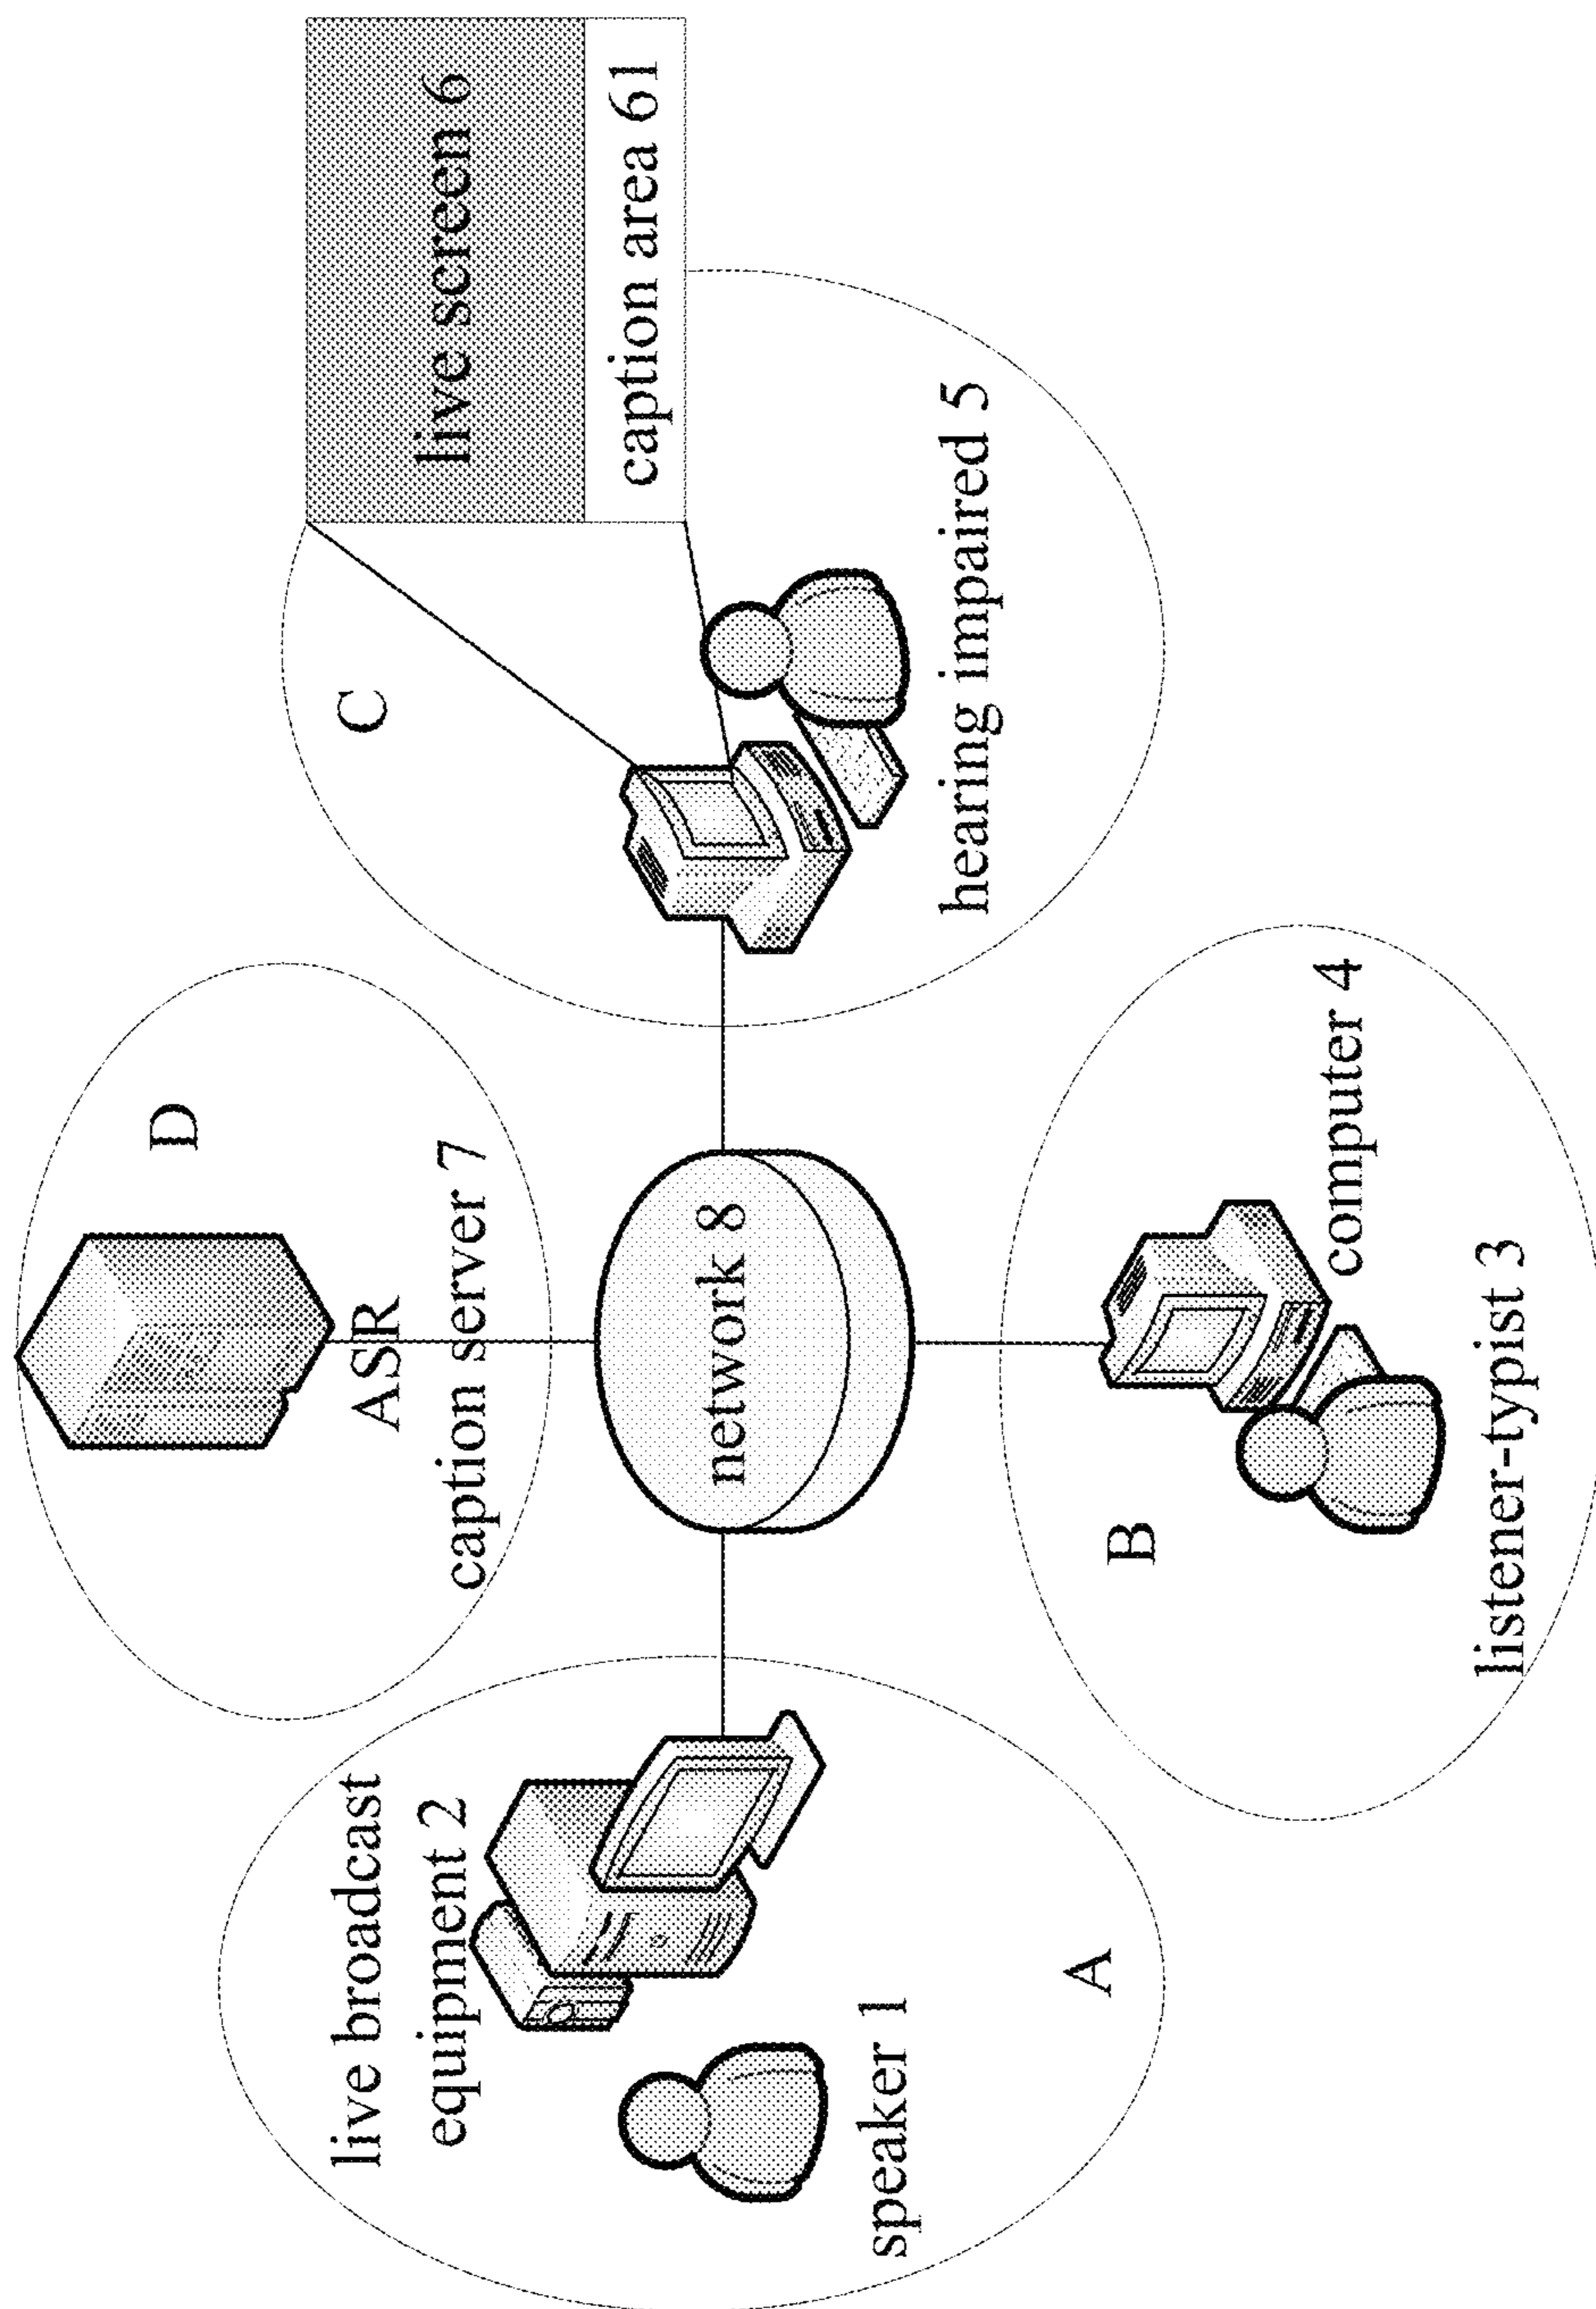 D
ASR
caption server 7
live broadcast
equipment 2
speaker 1
A
network 8
C
live screen 6
caption area 61
hearing impaired 5
B
computer 4
listener-typist 3